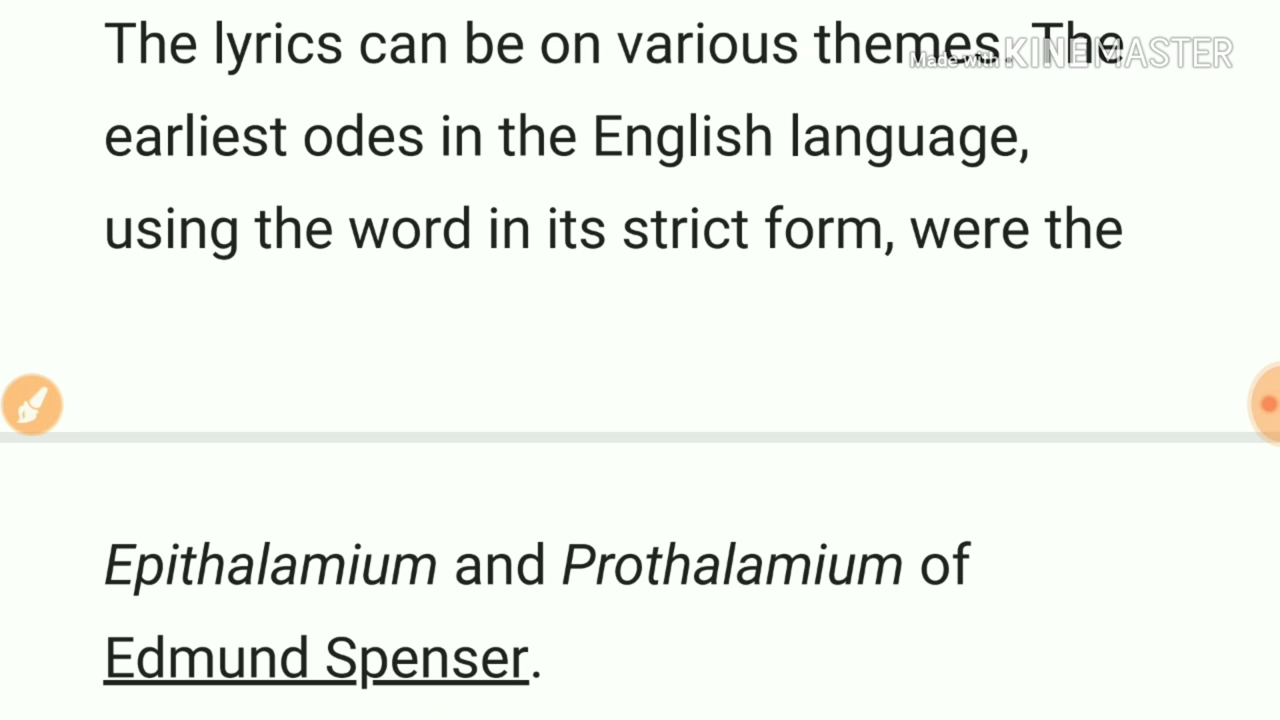 The lyrics can be on various themes. The
Made with KINEMASTER
earliest odes in the English language,
using the word in its strict form, were the
Epithalamium and Prothalamium of
Edmund Spenser.